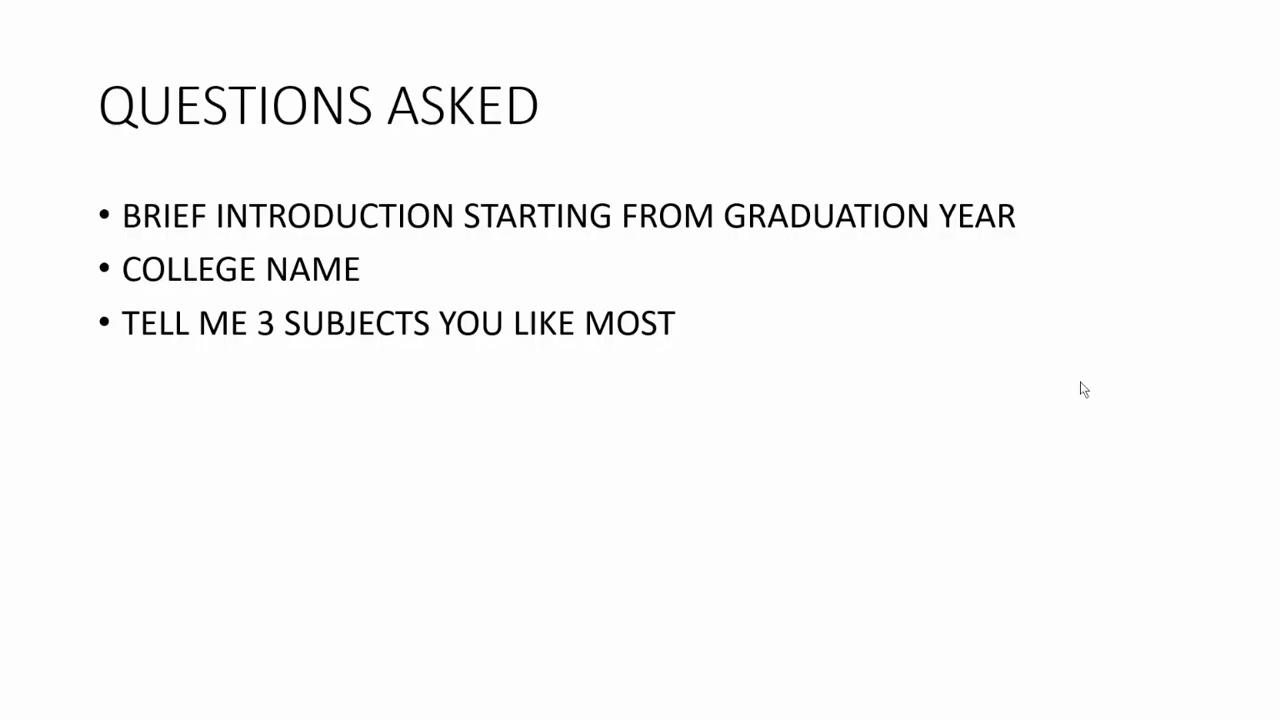 QUESTIONS ASKED
• BRIEF INTRODUCTION STARTING FROM GRADUATION YEAR
• COLLEGE NAME
• TELL ME 3 SUBJECTS YOU LIKE MOST